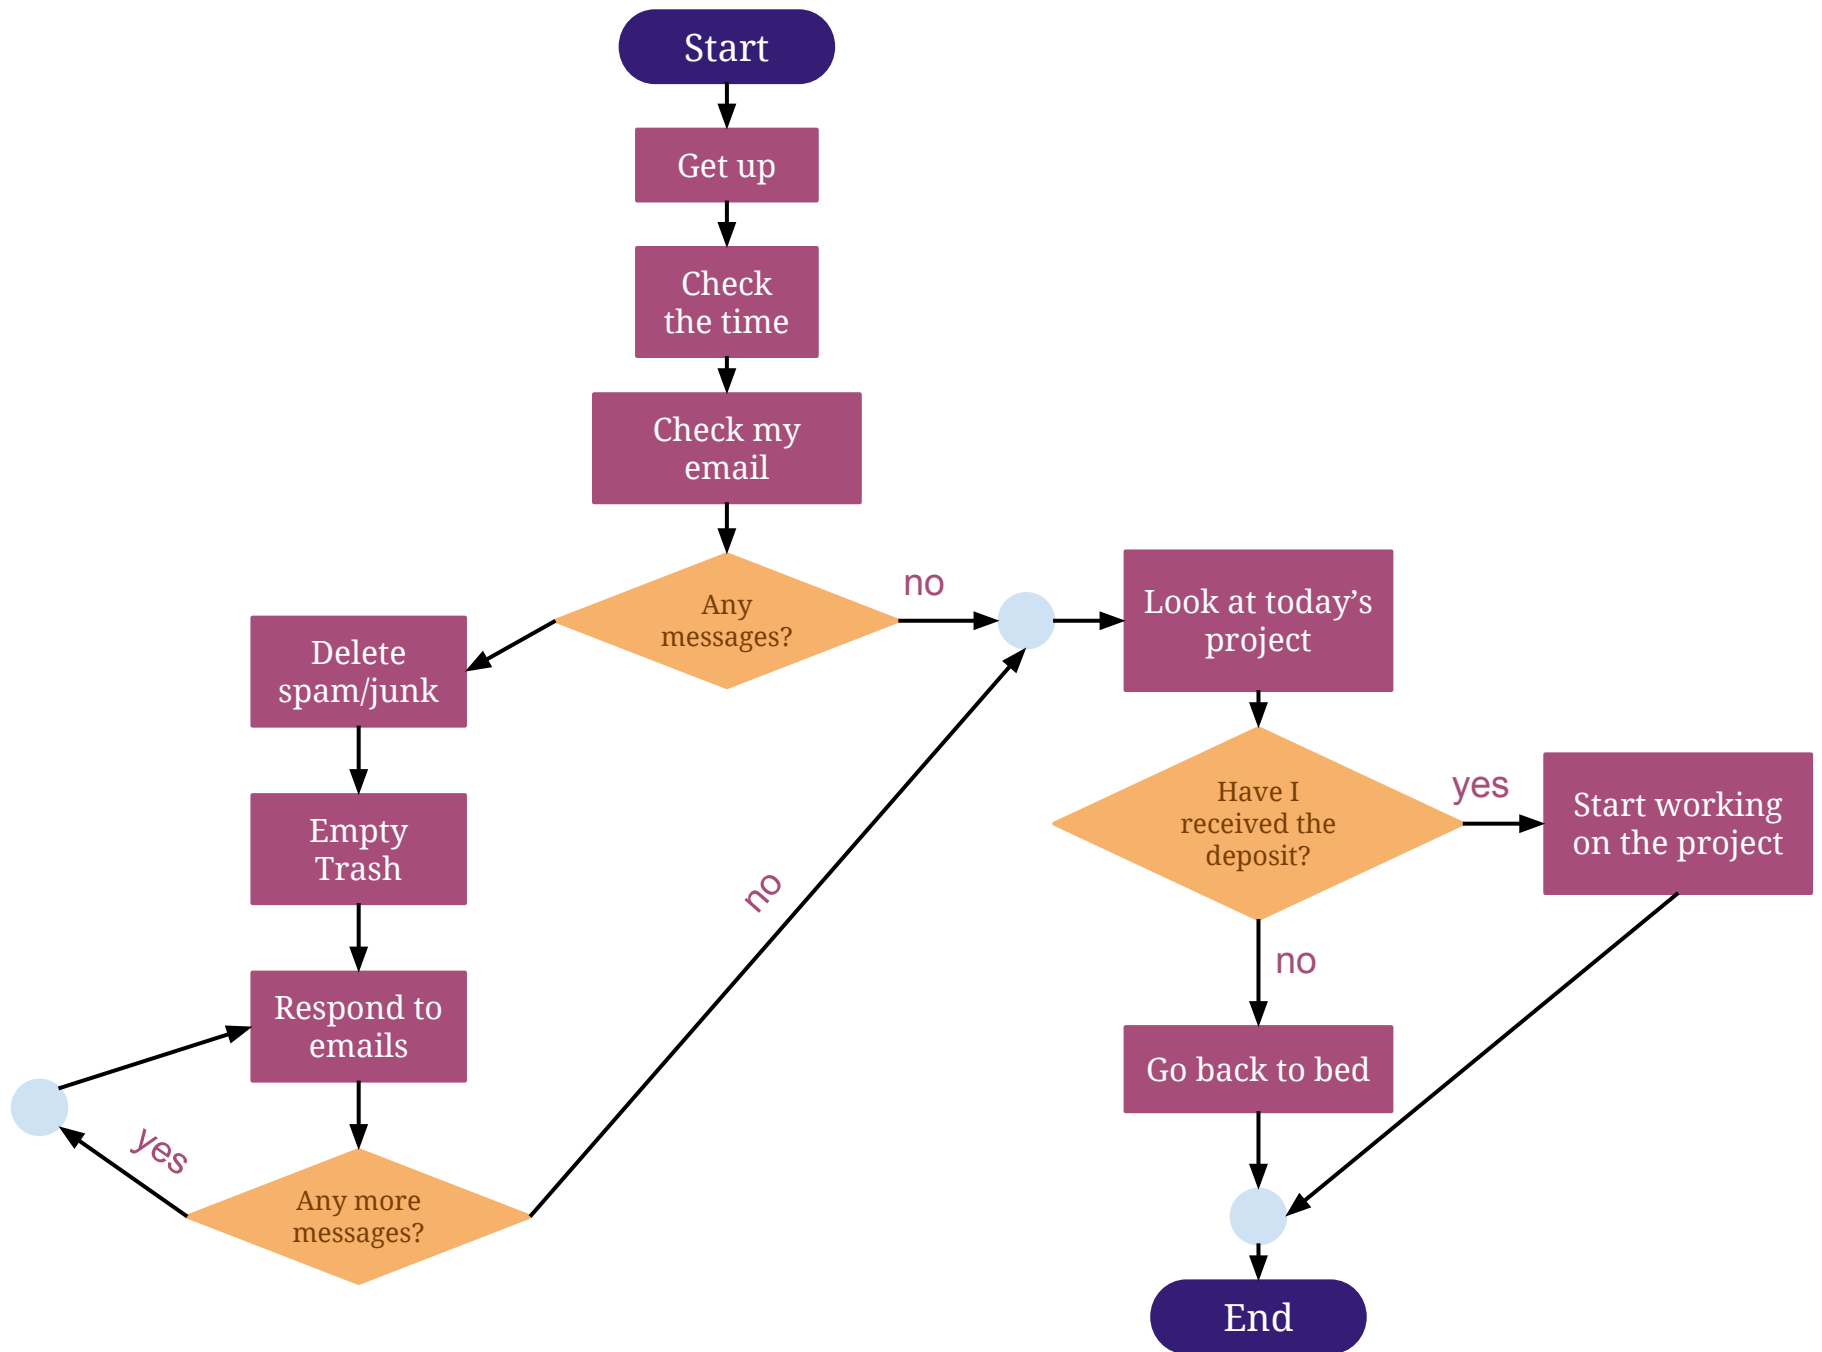 Start
Get up
Check
the time
Check my
email
Any
messages?
no
Look at today’s
project
Delete
spam/junk
Empty
Trash
Respond to
emails
yes
Any more
messages?
no
Have I
received the
deposit?
yes
Start working
on the project
no
Go back to bed
End